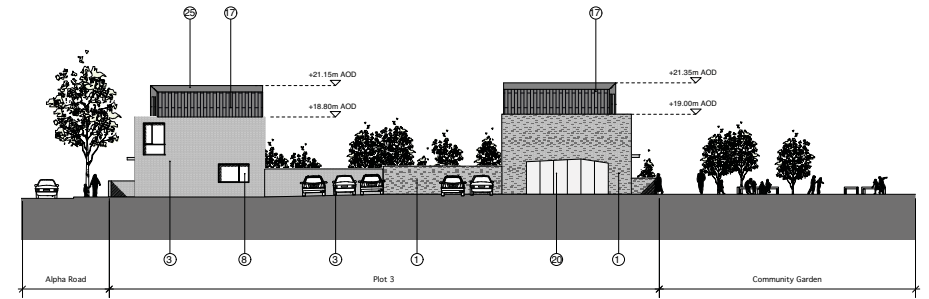 25
17
17
+21.15m AOD
+21.35m AOD
+18.80m AOD
+19.00m AOD
3
8
3
1
20
1
Alpha Road
Plot 3
Community Garden